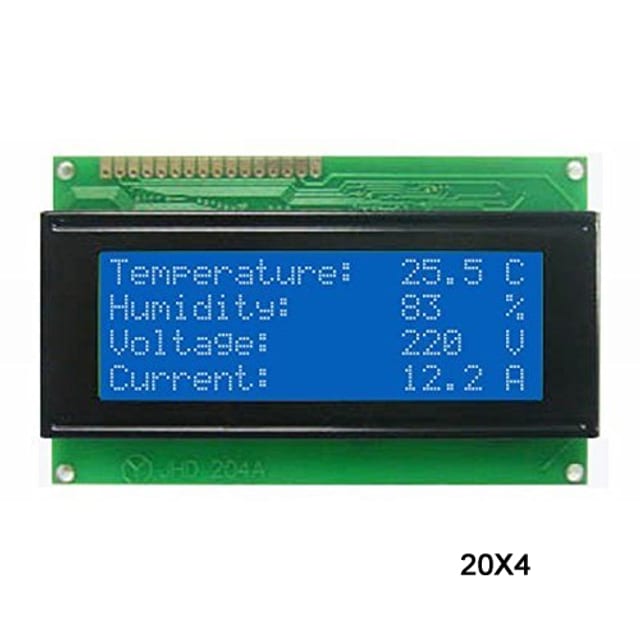 Temperature: 25.5 C
Humidity: 83 %
Voltage: 220 V
Current: 12.2 A
JHD 204A
20X4